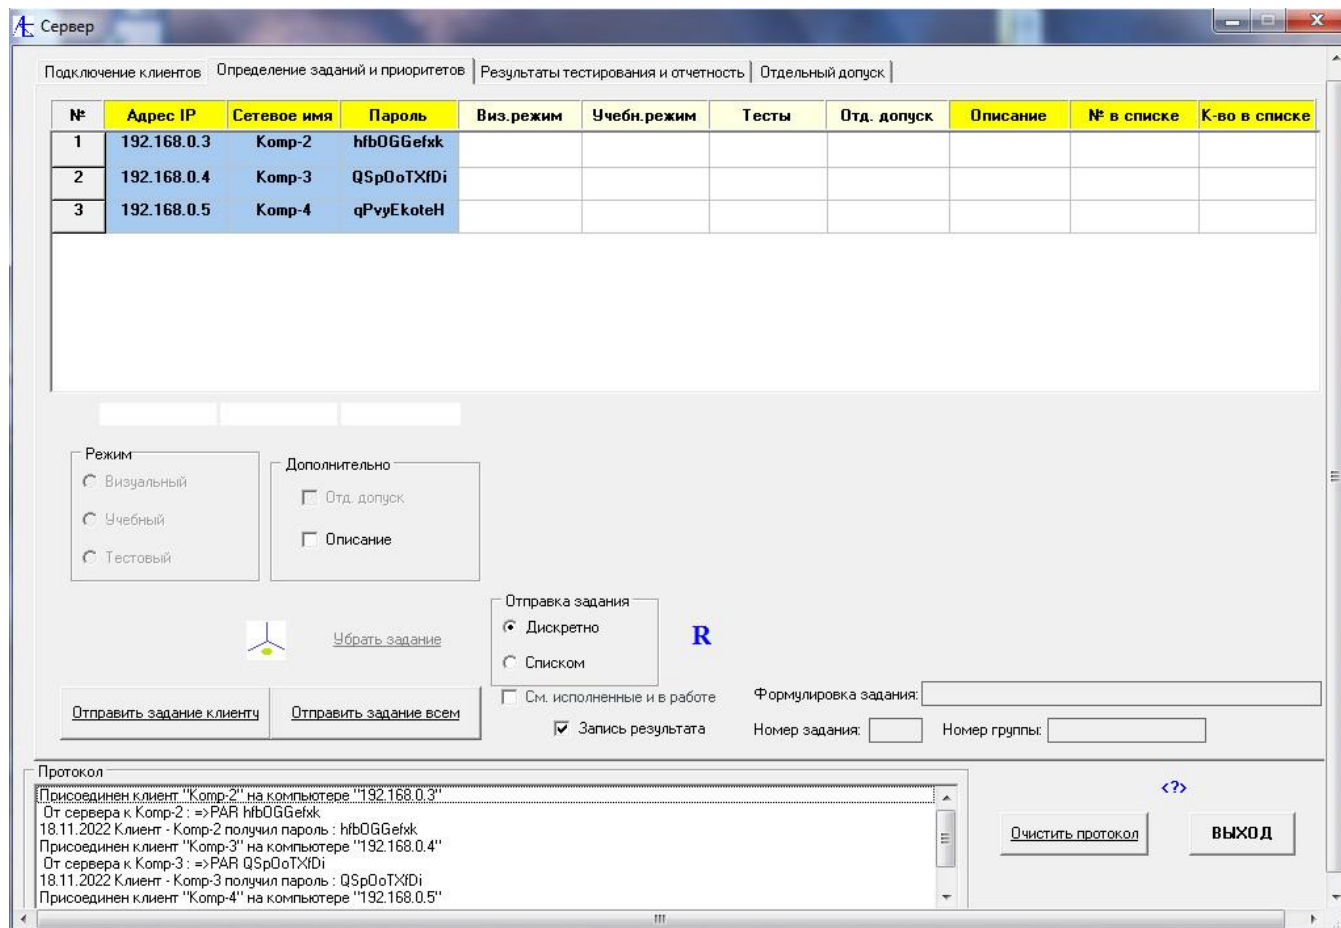 Сервер
Подключение клиентов Определение заданий и приоритетов Результаты тестирования и отчетность Отдельный допуск
№ Адрес IP Сетевое имя Пароль Виз.режим Учебн.режим Тесты Отд. допуск Описание № в списке К-во в списке
1 192.168.0.3 Komp-2 hfbOGGefxk
2 192.168.0.4 Komp-3 QSpOoTXfDi
3 192.168.0.5 Komp-4 qPvyEkoteH
Режим
Дополнительно
Визуальный
Отд. допуск
Учебный
Описание
Тестовый
Отправка задания
Дискретно
R
Убрать задание
Списком
См. исполненные и в работе
Формулировка задания:
Отправить задание клиенту Отправить задание всем
Запись результата
Номер задания:
Номер группы:
Протокол
Присоединен клиент "Komp-2" на компьютере "192.168.0.3"
От сервера к Komp-2 : =>PAR hfbOGGefxk
18.11.2022 Клиент - Komp-2 получил пароль : hfbOGGefxk
Присоединен клиент "Komp-3" на компьютере "192.168.0.4"
От сервера к Komp-3 : =>PAR QSpOoTXfDi
18.11.2022 Клиент - Komp-3 получил пароль : QSpOoTXfDi
Присоединен клиент "Komp-4" на компьютере "192.168.0.5"
<?>
Очистить протокол
ВЫХОД